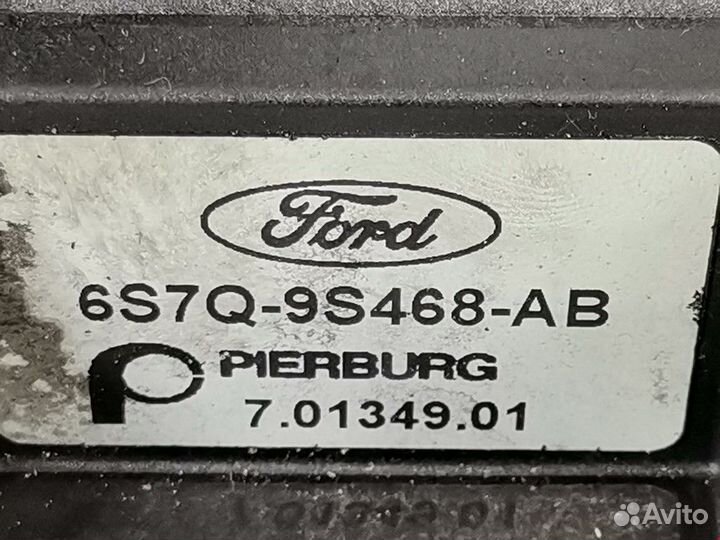 Ford
6S7Q-9S468-AB
PIERBURG
7.01349.01
Avito